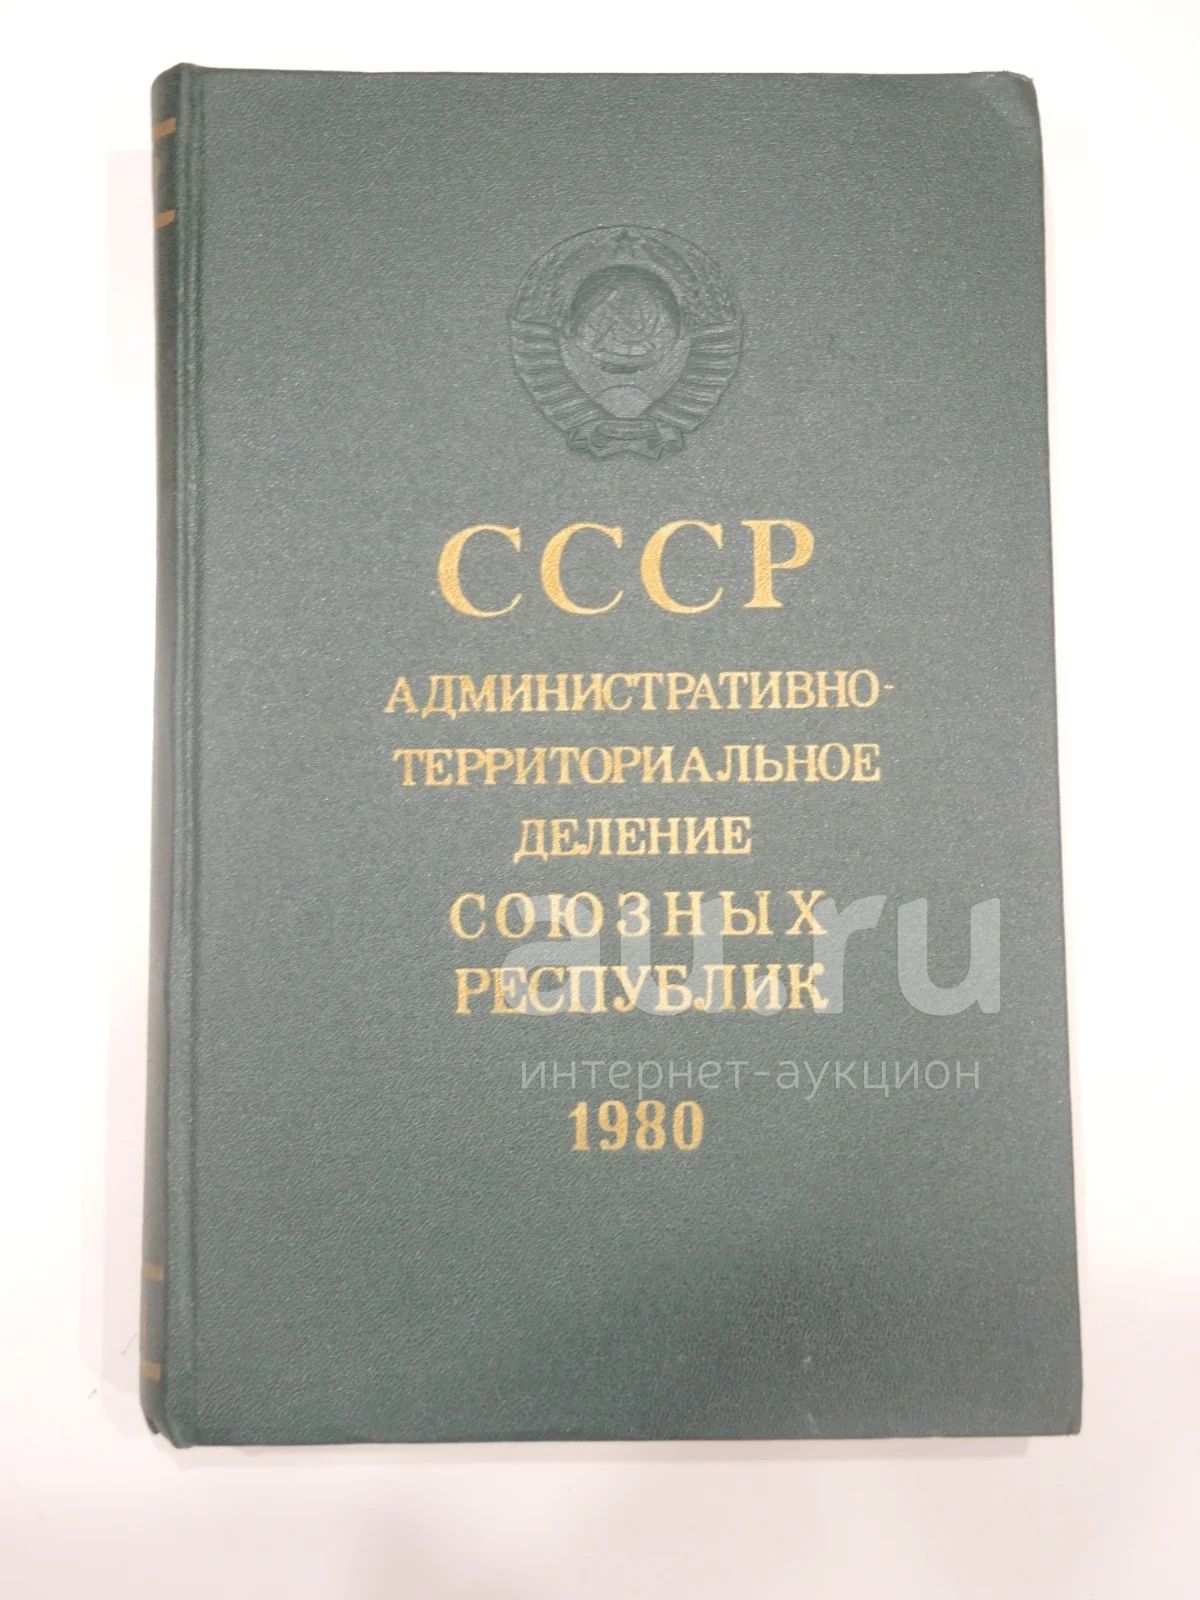 СССР
АДМИНИСТРАТИВНО-
ТЕРРИТОРИАЛЬНОЕ
ДЕЛЕНИЕ
СОЮЗНЫХ
РЕСПУБЛИК
au.ru
интернет-аукцион
1980